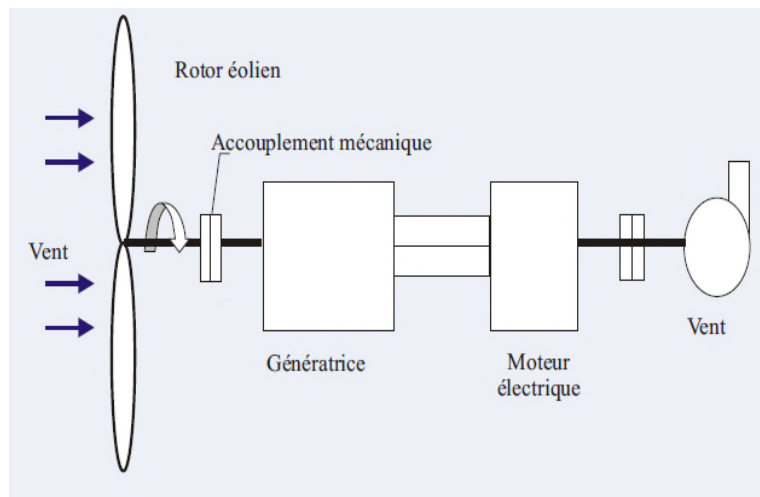 Rotor éolien
Accouplement mécanique
Vent
Génératrice
Moteur
électrique
Vent